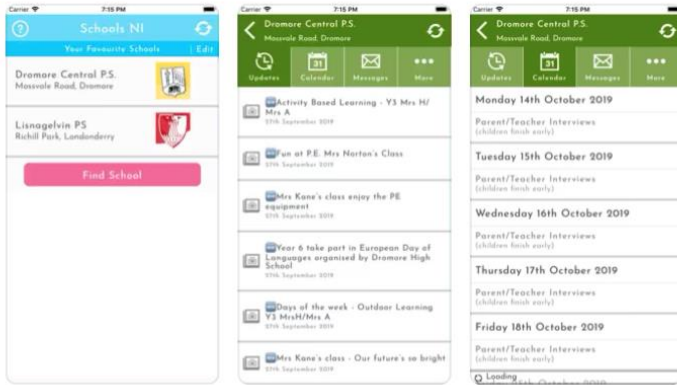 Carrier 7:15 PM
Schools NI
Your Favourite Schools | Edit
Dromore Central P.S.
Mossvale Road, Dromore
Lisnagelvin PS
Richill Park, Londonderry
Find School
Carrier 7:15 PM
Dromore Central P.S.
Mossvale Road, Dromore
Updates Calendar Messages More
31
Activity Based Learning - Y3 Mrs H/
Mrs A
27th September 2019
Fun at P.E. Mrs Norton's Class
27th September 2019
Mrs Kane's class enjoy the PE
equipment
27th September 2019
Year 6 take part in European Day of
Languages organised by Dromore High
School
27th September 2019
Days of the week - Outdoor Learning
Y3 MrsH/Mrs A
27th September 2019
Mrs Kane's class - Our future's so bright
27th September 2019
Carrier 7:15 PM
Dromore Central P.S.
Mossvale Road, Dromore
31
Updates Calendar Messages More
Monday 14th October 2019
Parent/Teacher Interviews
(children finish early)
Tuesday 15th October 2019
Parent/Teacher Interviews
(children finish early)
Wednesday 16th October 2019
Parent/Teacher Interviews
(children finish early)
Thursday 17th October 2019
Parent/Teacher Interviews
(children finish early)
Friday 18th October 2019
Parent/Teacher Interviews
(children finish early)
Loading
October 2019